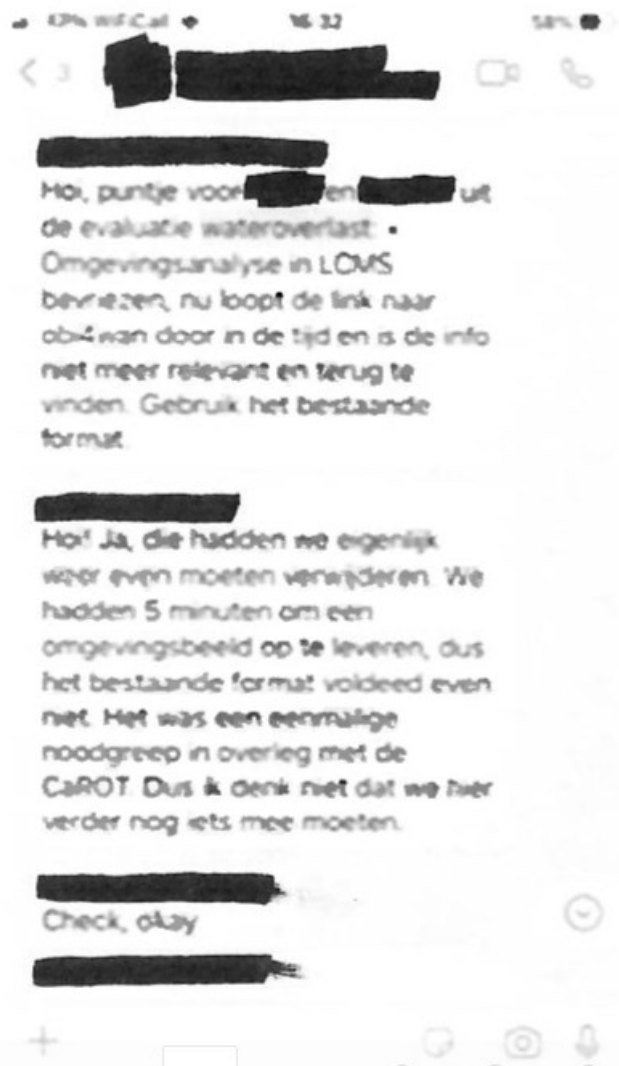 KPN WiFiCall 16:32 58%
3
Hoi, puntje voor en uit
de evaluatie wateroverlast:
Omgevingsanalyse in LCMS
bevriezen, nu loopt de link naar
obi4wan door in de tijd en is de info
niet meer relevant en terug te
vinden. Gebruik het bestaande
format.
Hoi! Ja, die hadden we eigenlijk
weer even moeten verwijderen. We
hadden 5 minuten om een
omgevingsbeeld op te leveren, dus
het bestaande format voldeed even
niet. Het was een eenmalige
noodgreep in overleg met de
CaROT. Dus ik denk niet dat we hier
verder nog iets mee moeten.
Check, okay